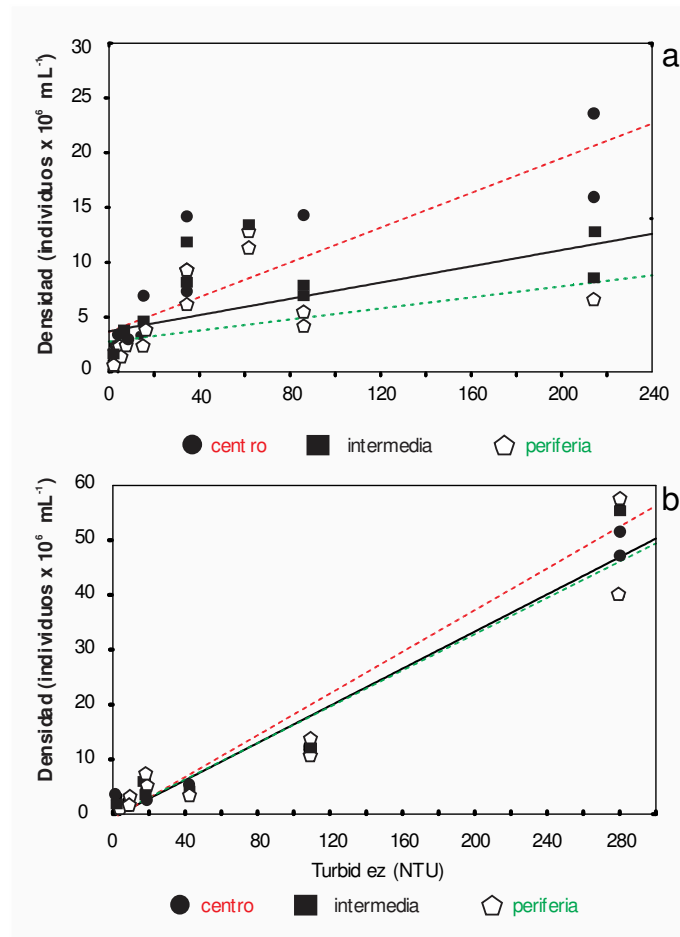 a
30
25
20
15
10
5
0
Densidad (individuos x 10⁶ mL⁻¹)
40 80 120 160 200 240
centro intermedia periferia
b
60
50
40
30
20
10
0
Densidad (individuos x 10⁶ mL⁻¹)
0 40 80 120 160 200 240 280
Turbid ez (NTU)
centro intermedia periferia